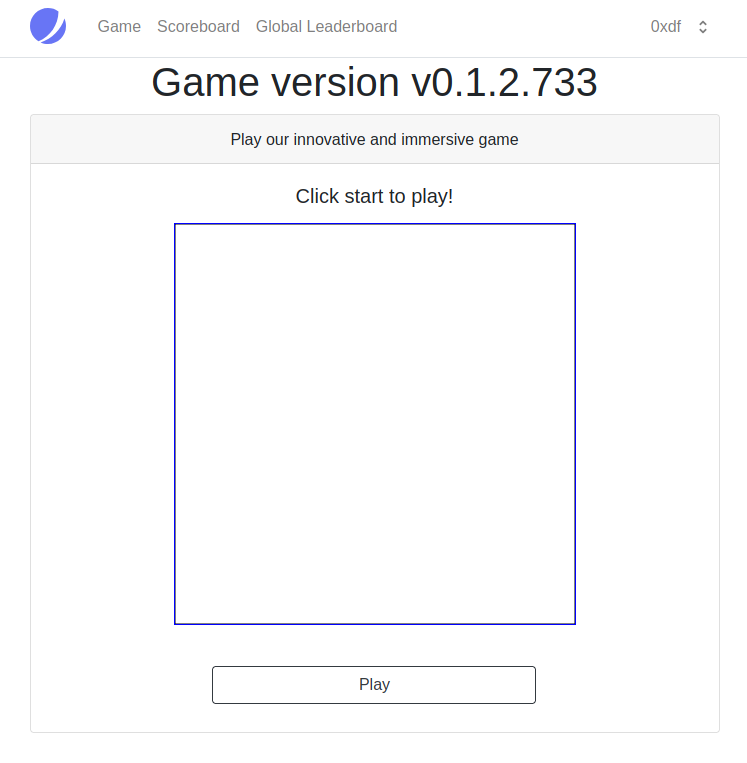 Game Scoreboard Global Leaderboard 0xdf
Game version v0.1.2.733
Play our innovative and immersive game
Click start to play!
Play